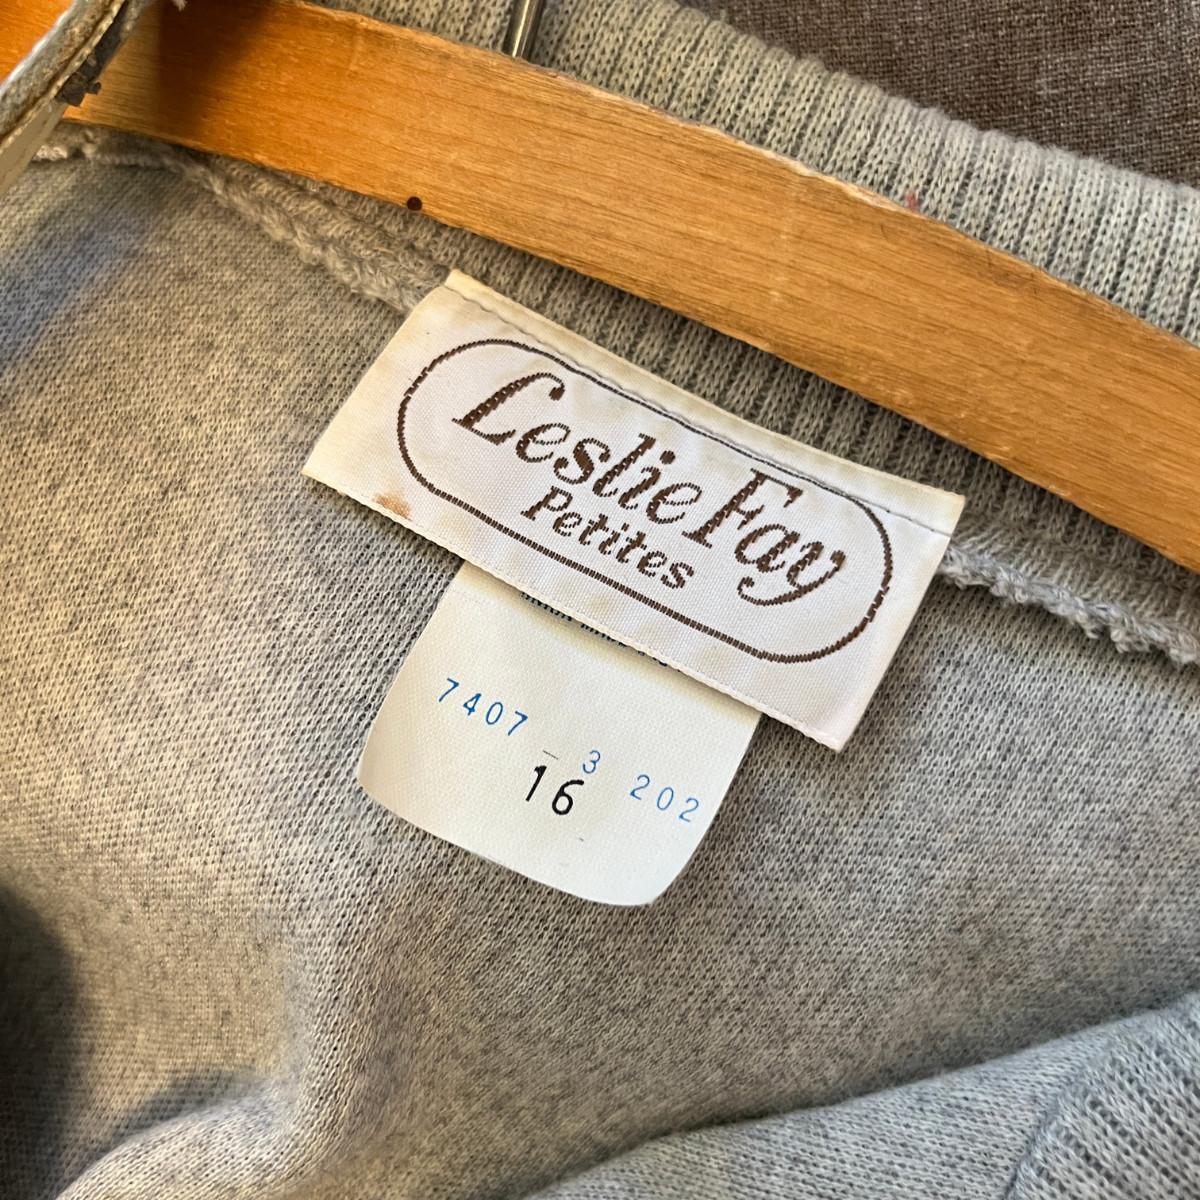 Leslie Fay
Petites
7407 3 202
16